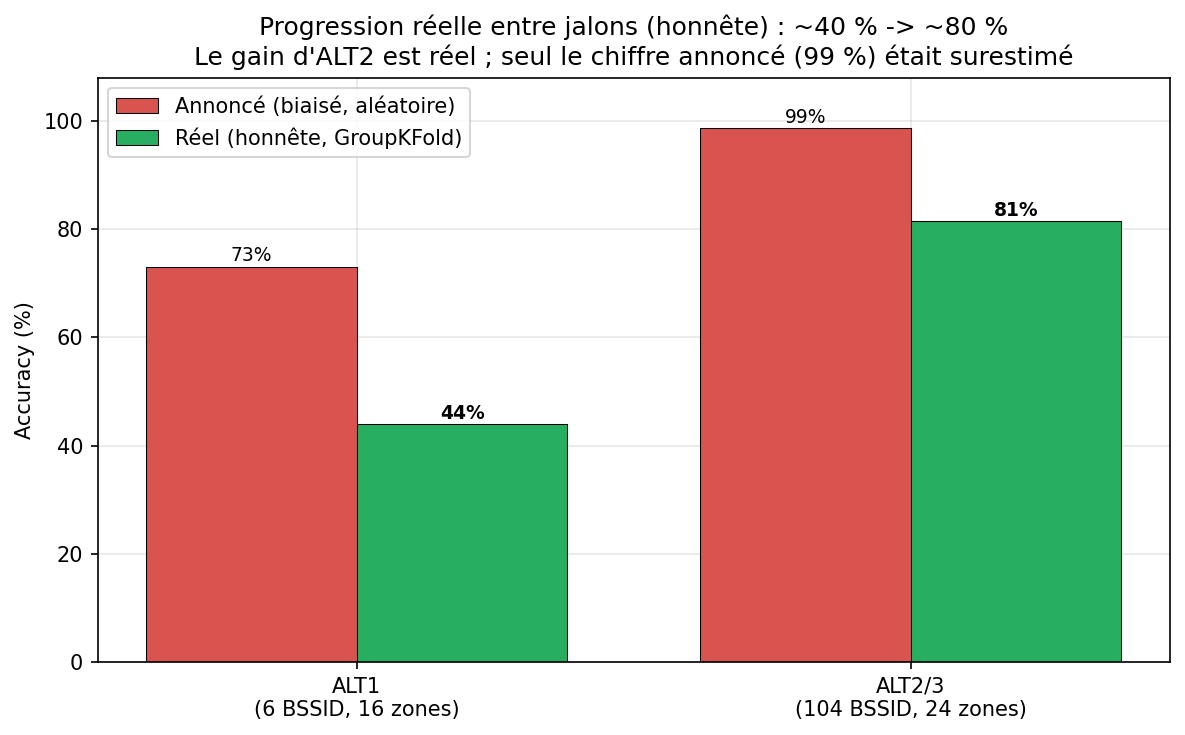 Progression réelle entre jalons (honnête) : ~40 % -> ~80 %
Le gain d'ALT2 est réel ; seul le chiffre annoncé (99 %) était surestimé
Annoncé (biaisé, aléatoire)
Réel (honnête, GroupKFold)
Accuracy (%)
100
80
60
40
20
0
73%
44%
99%
81%
ALT1
(6 BSSID, 16 zones)
ALT2/3
(104 BSSID, 24 zones)